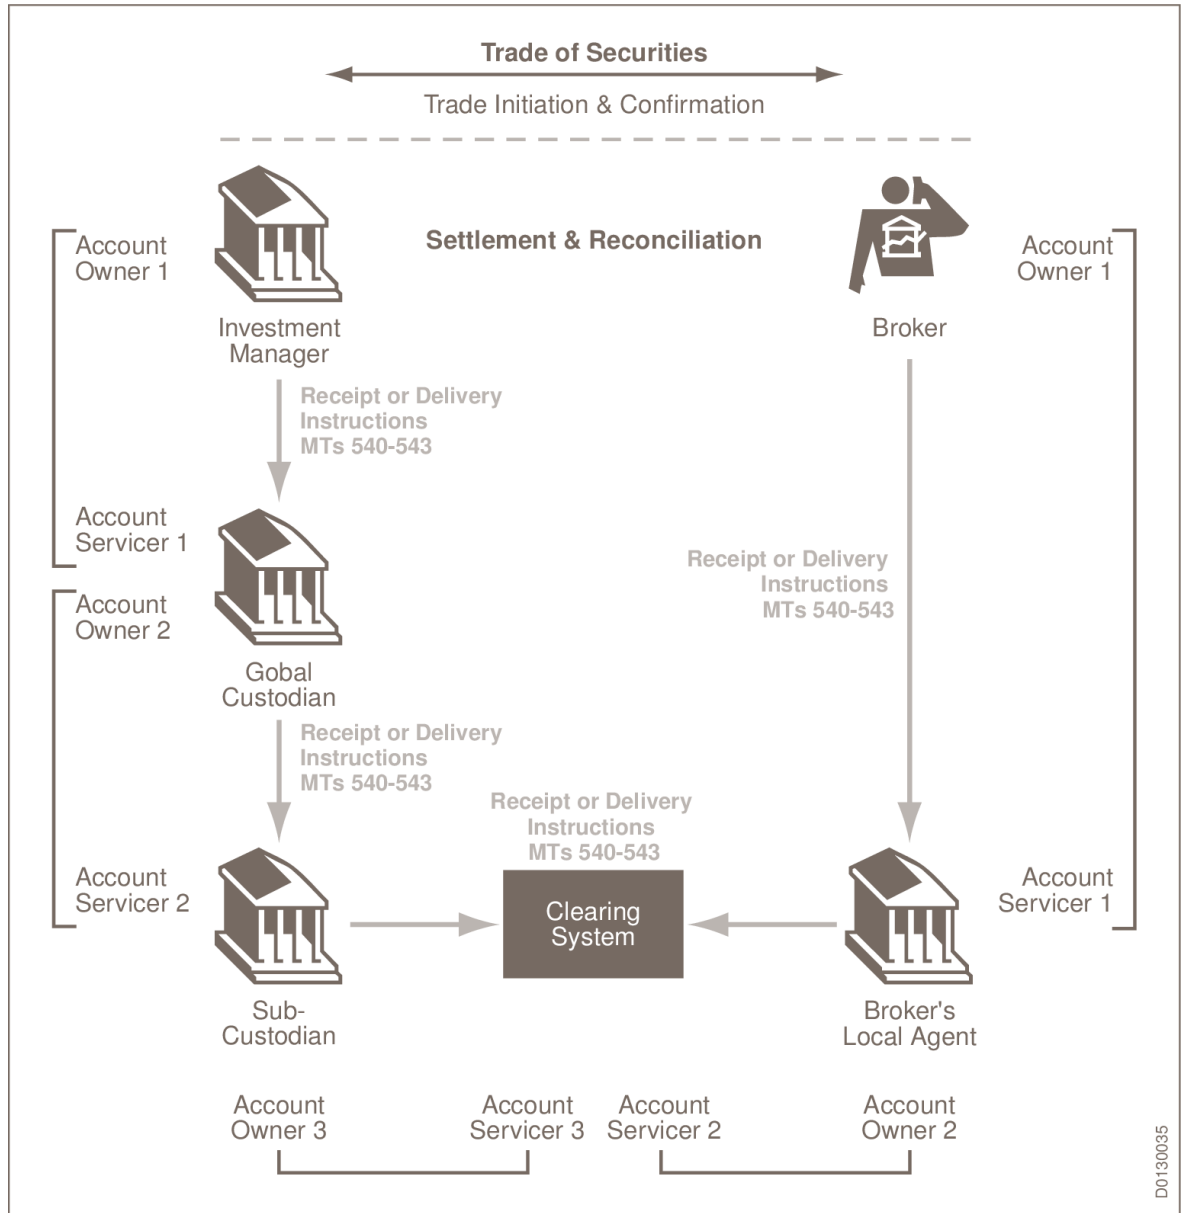 Trade of Securities
Trade Initiation & Confirmation
Settlement & Reconciliation
Account
Owner 1
Investment
Manager
Broker
Account
Owner 1
Receipt or Delivery
Instructions
MTs 540-543
Account
Servicer 1
Account
Owner 2
Gobal
Custodian
Receipt or Delivery
Instructions
MTs 540-543
Receipt or Delivery
Instructions
MTs 540-543
Receipt or Delivery
Instructions
MTs 540-543
Account
Servicer 2
Clearing
System
Account
Servicer 1
Sub-
Custodian
Broker's
Local Agent
Account
Owner 3
Account
Servicer 3
Account
Servicer 2
Account
Owner 2
D0130035